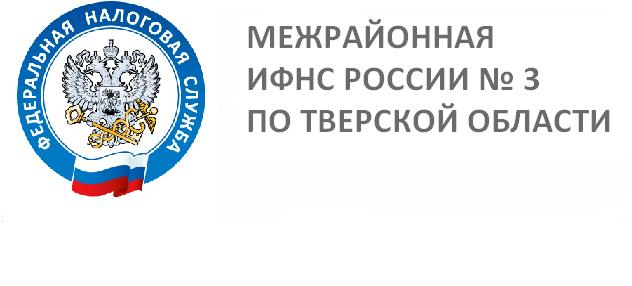 ФЕДЕРАЛЬНАЯ НАЛОГОВАЯ СЛУЖБА
МЕЖРАЙОННАЯ
ИФНС РОССИИ № 3
ПО ТВЕРСКОЙ ОБЛАСТИ